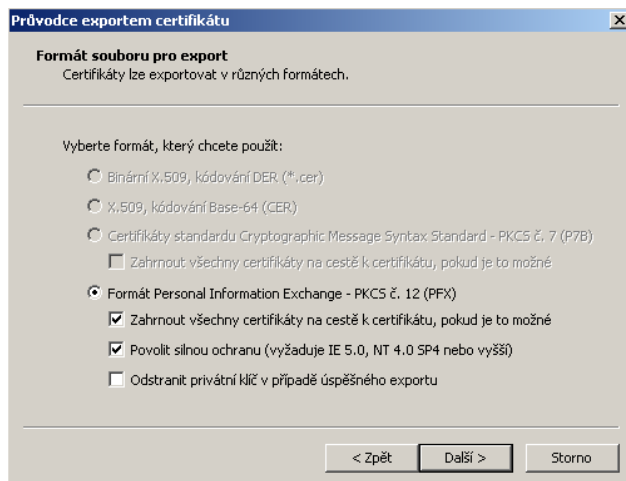 Průvodce exportem certifikátu
Formát souboru pro export
Certifikáty lze exportovat v různých formátech.
Vyberte formát, který chcete použít:
Binární X.509, kódování DER (*.cer)
X.509, kódování Base-64 (CER)
Certifikáty standardu Cryptographic Message Syntax Standard - PKCS č. 7 (P7B)
Zahrnout všechny certifikáty na cestě k certifikátu, pokud je to možné
Formát Personal Information Exchange - PKCS č. 12 (PFX)
Zahrnout všechny certifikáty na cestě k certifikátu, pokud je to možné
Povolit silnou ochranu (vyžaduje IE 5.0, NT 4.0 SP4 nebo vyšší)
Odstranit privátní klíč v případě úspěšného exportu
< Zpět Další > Storno